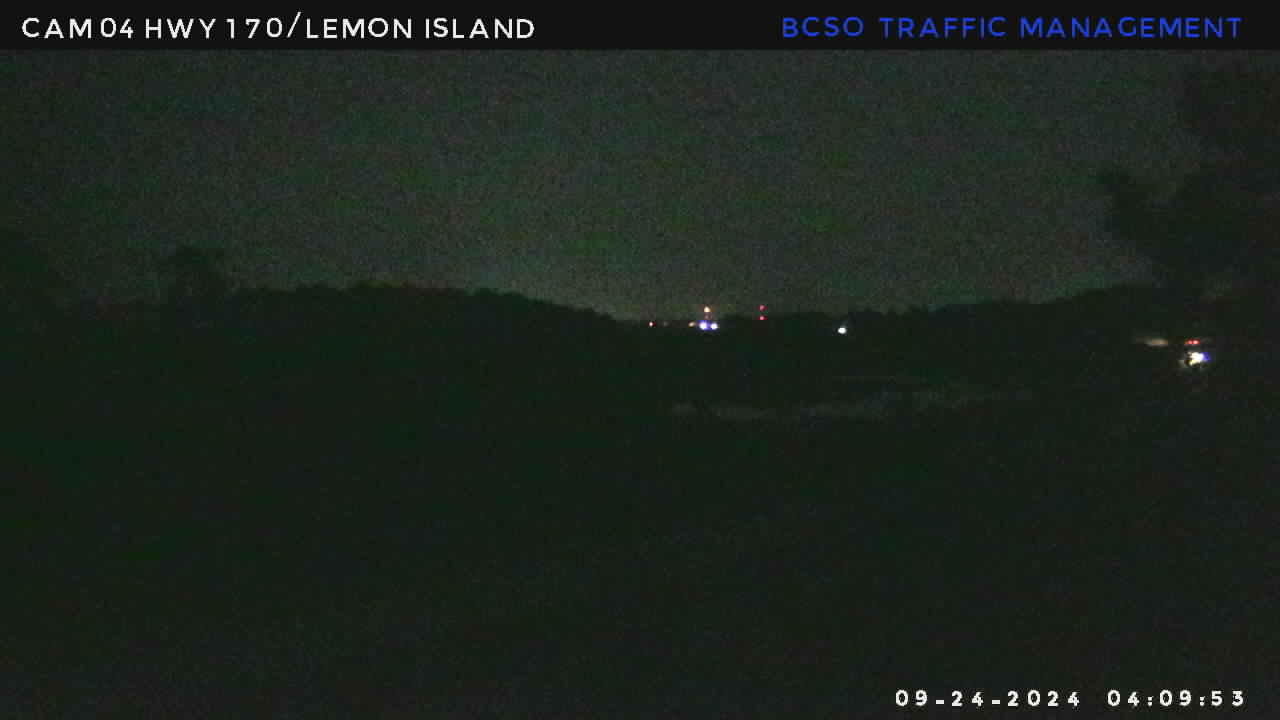 CAM04 HWY 170/LEMON ISLAND
BCSO TRAFFIC MANAGEMENT
09-24-2024 04:09:53